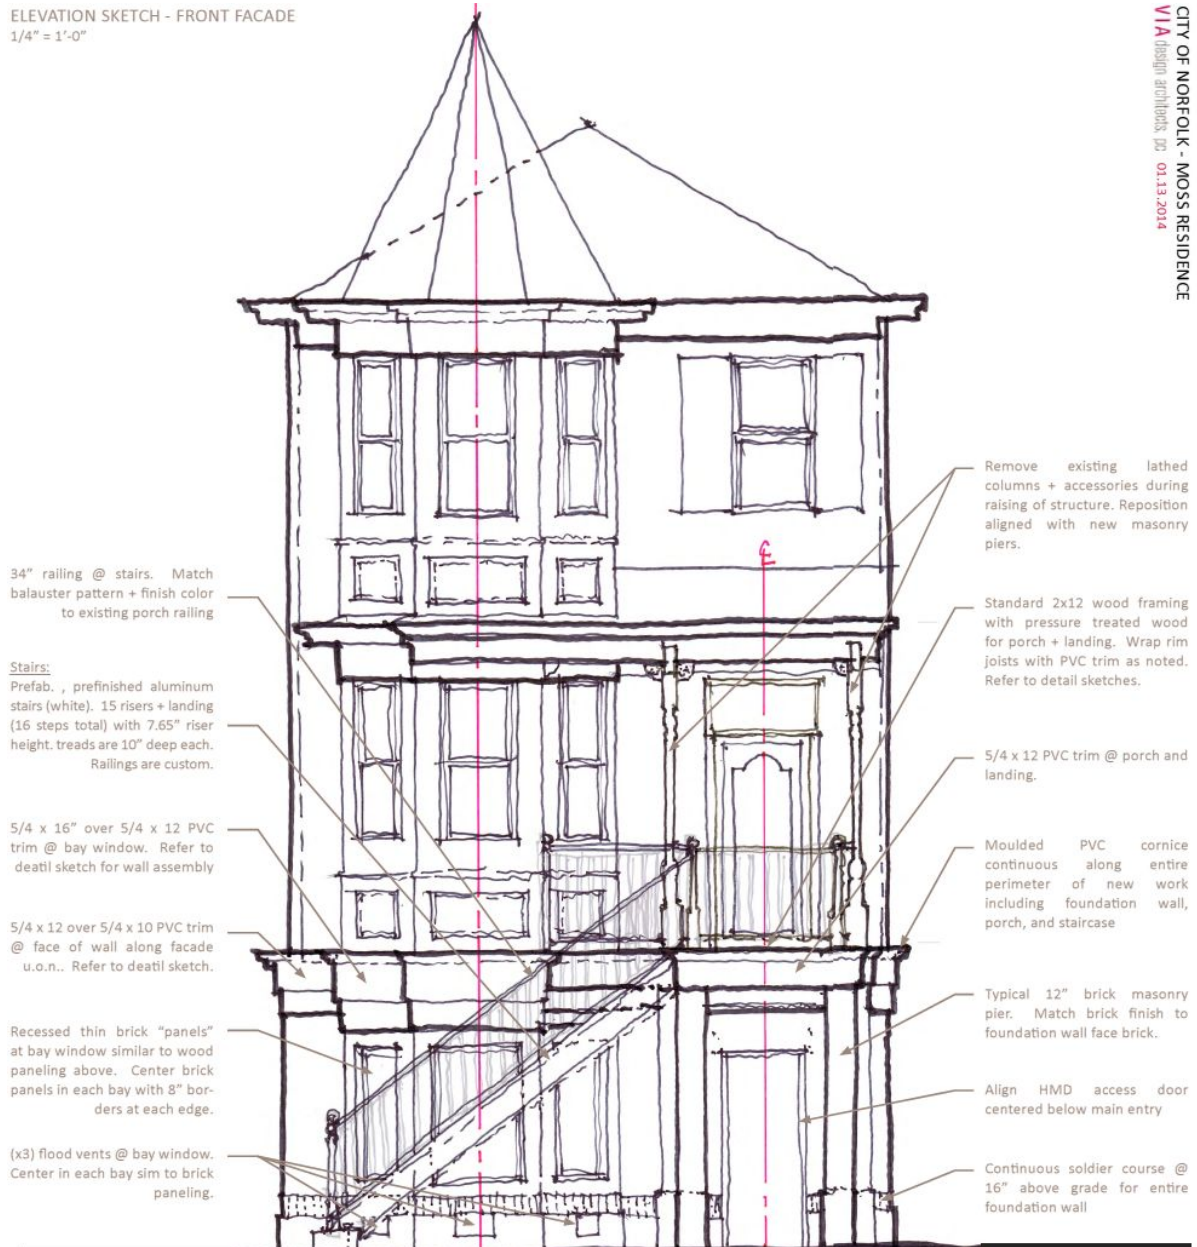 ELEVATION SKETCH - FRONT FACADE
1/4" = 1'-0"
CITY OF NORFOLK - MOSS RESIDENCE
VIA design architects, pc 01.13.2014
34" railing @ stairs. Match
balauster pattern + finish color
to existing porch railing
Stairs:
Prefab. , prefinished aluminum
stairs (white). 15 risers + landing
(16 steps total) with 7.65" riser
height. treads are 10" deep each.
Railings are custom.
5/4 x 16" over 5/4 x 12 PVC
trim @ bay window. Refer to
deatil sketch for wall assembly
5/4 x 12 over 5/4 x 10 PVC trim
@ face of wall along facade
u.o.n.. Refer to deatil sketch.
Recessed thin brick "panels"
at bay window similar to wood
paneling above. Center brick
panels in each bay with 8" bor-
ders at each edge.
(x3) flood vents @ bay window.
Center in each bay sim to brick
paneling.
Remove existing lathed
columns + accessories during
raising of structure. Reposition
aligned with new masonry
piers.
Standard 2x12 wood framing
with pressure treated wood
for porch + landing. Wrap rim
joists with PVC trim as noted.
Refer to detail sketches.
5/4 x 12 PVC trim @ porch and
landing.
Moulded PVC cornice
continuous along entire
perimeter of new work
including foundation wall,
porch, and staircase
Typical 12" brick masonry
pier. Match brick finish to
foundation wall face brick.
Align HMD access door
centered below main entry
Continuous soldier course @
16" above grade for entire
foundation wall